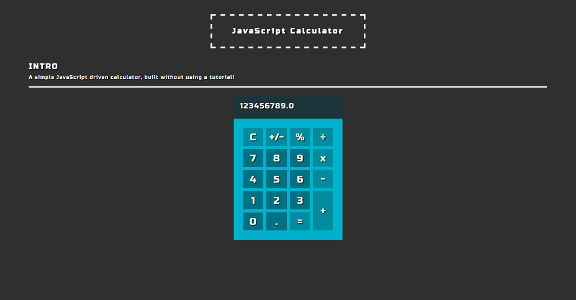 JavaScript Calculator
INTRO
A simple JavaScript driven calculator, built without using a tutorial!
123456789.0
C +/- % ÷
7 8 9 x
4 5 6 -
1 2 3 +
0 . =